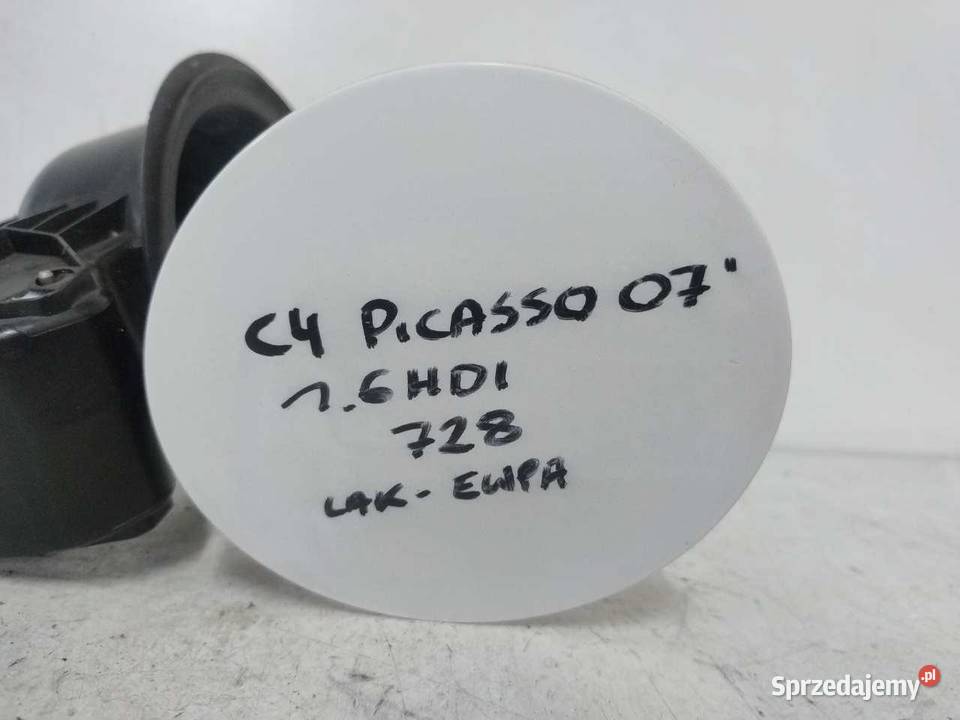 C4 PICASSO 07"
1.6HDI
728
LAK- EWPA
Sprzedajemy.pl